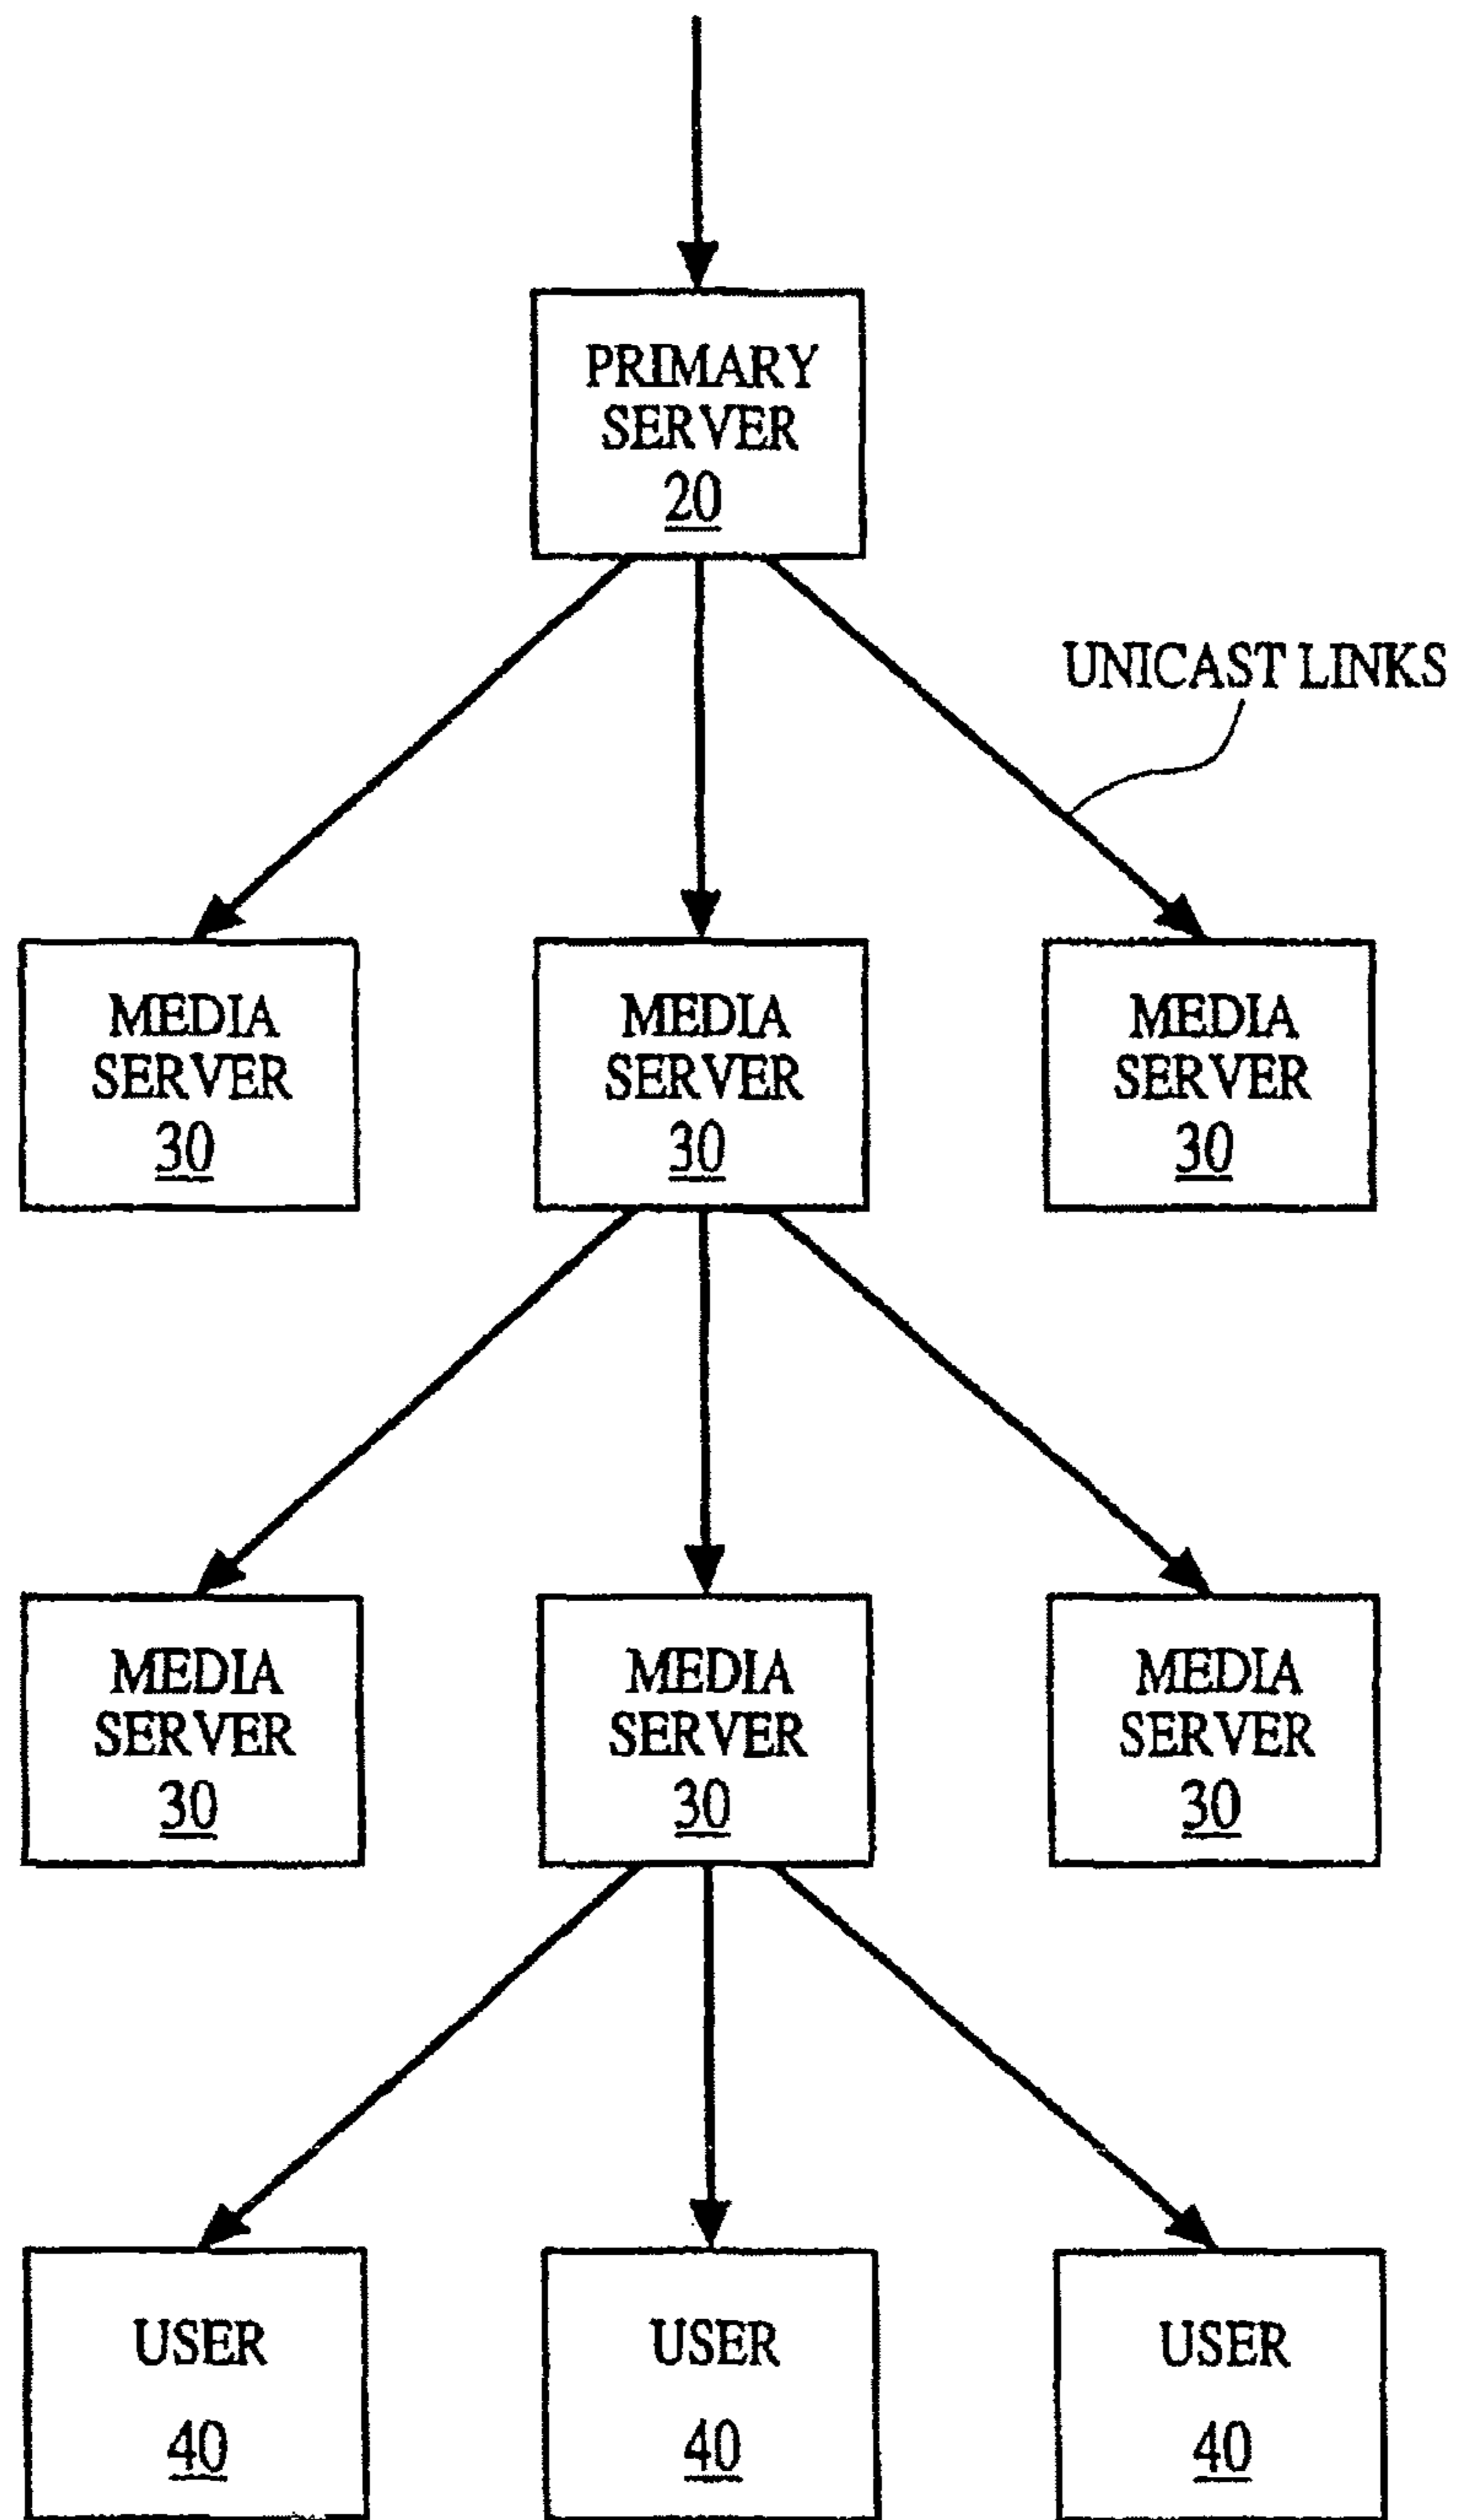 PRIMARY
SERVER
20
UNICAST LINKS
MEDIA
SERVER
30
MEDIA
SERVER
30
MEDIA
SERVER
30
MEDIA
SERVER
30
MEDIA
SERVER
30
MEDIA
SERVER
30
USER
40
USER
40
USER
40